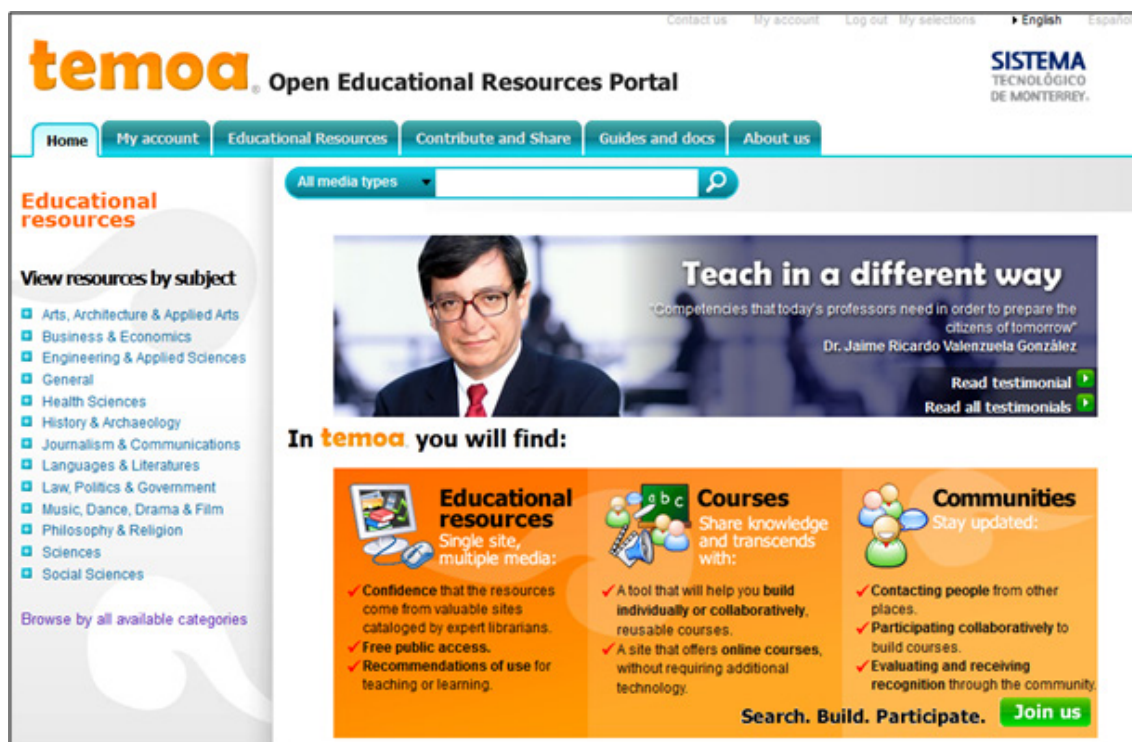 Contact us My account Log out My selections English Español
temoa® Open Educational Resources Portal
SISTEMA
TECNOLÓGICO
DE MONTERREY®
Home My account Educational Resources Contribute and Share Guides and docs About us
All media types
Educational
resources
View resources by subject
Arts, Architecture & Applied Arts
Business & Economics
Engineering & Applied Sciences
General
Health Sciences
History & Archaeology
Journalism & Communications
Languages & Literatures
Law, Politics & Government
Music, Dance, Drama & Film
Philosophy & Religion
Sciences
Social Sciences
Browse by all available categories
Teach in a different way
"Competencies that today's professors need in order to prepare the
citizens of tomorrow"
Dr. Jaime Ricardo Valenzuela González
Read testimonial
Read all testimonials
In temoa you will find:
Educational
resources
Single site,
multiple media:
Confidence that the resources
come from valuable sites
cataloged by expert librarians.
Free public access.
Recommendations of use for
teaching or learning.
abc
Courses
Share knowledge
and transcends
with:
A tool that will help you build
individually or collaboratively,
reusable courses.
A site that offers online courses,
without requiring additional
technology.
Communities
Stay updated:
Contacting people from other
places.
Participating collaboratively to
build courses.
Evaluating and receiving
recognition through the community.
Search. Build. Participate. Join us